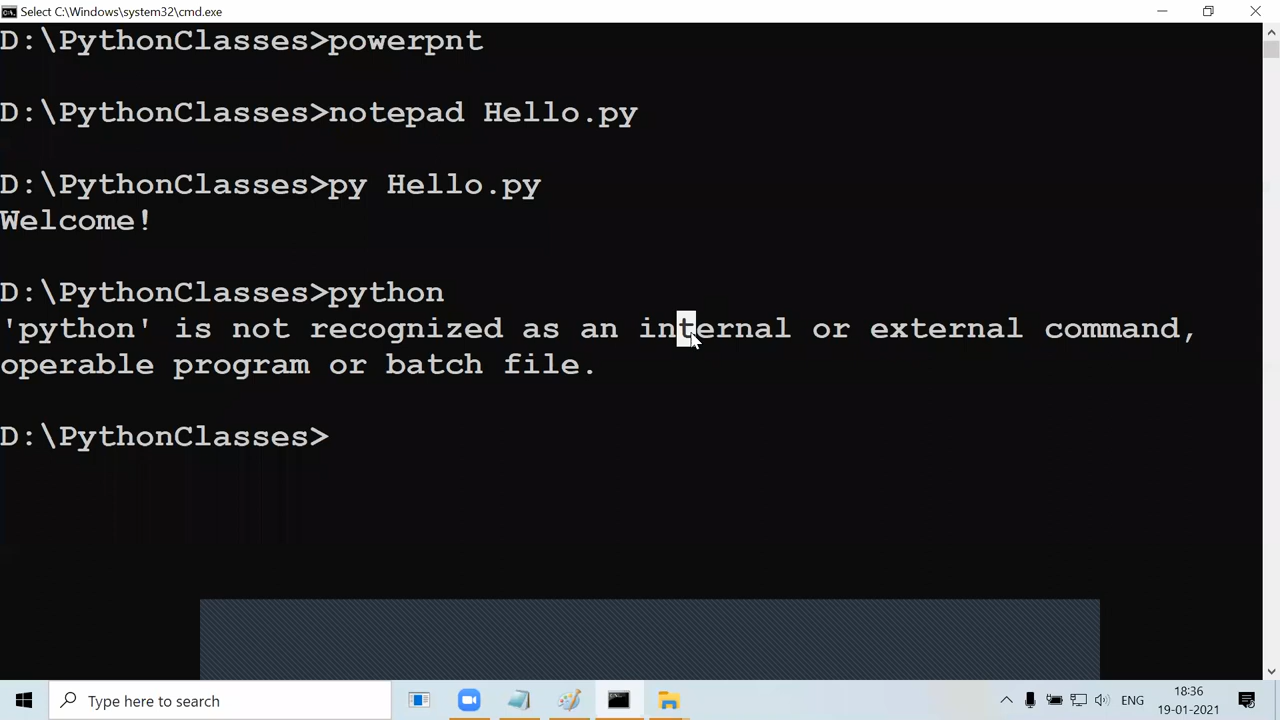 Select C:\Windows\system32\cmd.exe
D:\PythonClasses>powerpnt
D:\PythonClasses>notepad Hello.py
D:\PythonClasses>py Hello.py
Welcome!
D:\PythonClasses>python
'python' is not recognized as an internal or external command,
operable program or batch file.
D:\PythonClasses>
Type here to search
ENG
18:36
19-01-2021